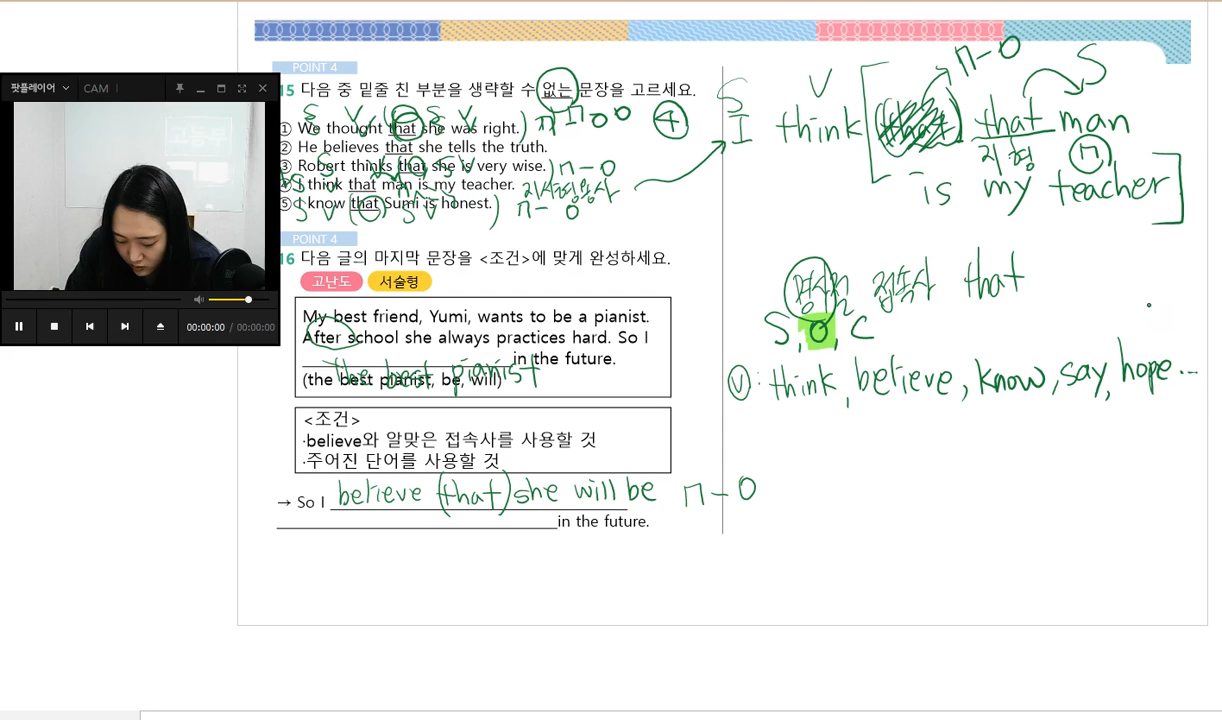 팟플레이어 CAM
00:00:00 / 00:00:00
POINT 4
15 다음 중 밑줄 친 부분을 생략할 수 없는 문장을 고르세요.
① We thought that she was right.
② He believes that she tells the truth.
③ Robert thinks that she is very wise.
I think that man is my teacher. 지시형용사
⑤ I know that Sumi is honest.
④
POINT 4
16 다음 글의 마지막 문장을 <조건>에 맞게 완성하세요.
고난도 서술형
My best friend, Yumi, wants to be a pianist.
After school she always practices hard. So I
in the future.
the best pianist
(the best pianist, be, will)
<조건>
·believe와 알맞은 접속사를 사용할 것
·주어진 단어를 사용할 것
→ So I believe (that) she will be
in the future.
S V S
I think that man
지형 n
is my teacher
명사절 접속사 that
S, O, C
V: think, believe, know, say, hope...